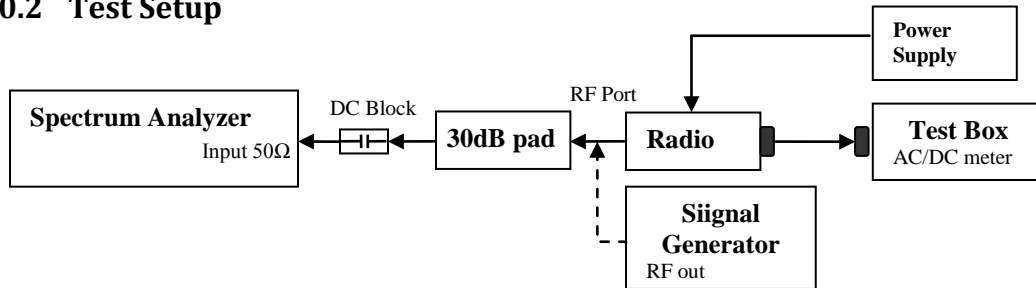 0.2 Test Setup
Power
Supply
RF Port
DC Block
Spectrum Analyzer
Input 50Ω
30dB pad
Radio
Test Box
AC/DC meter
Siignal
Generator
RF out